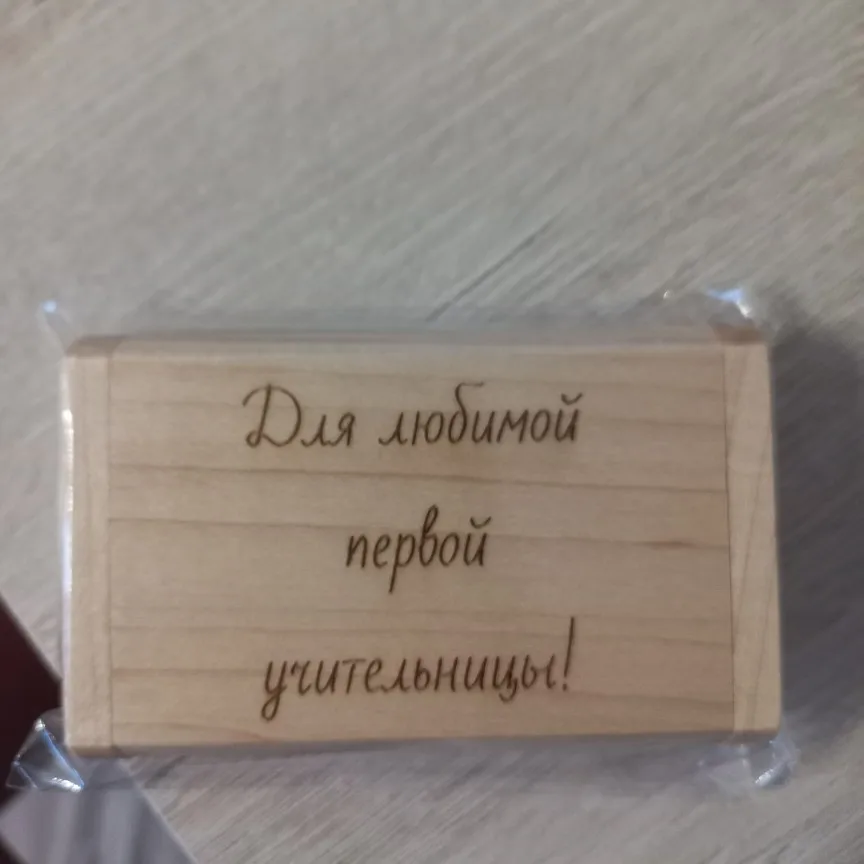 Для любимой
первой
учительницы!